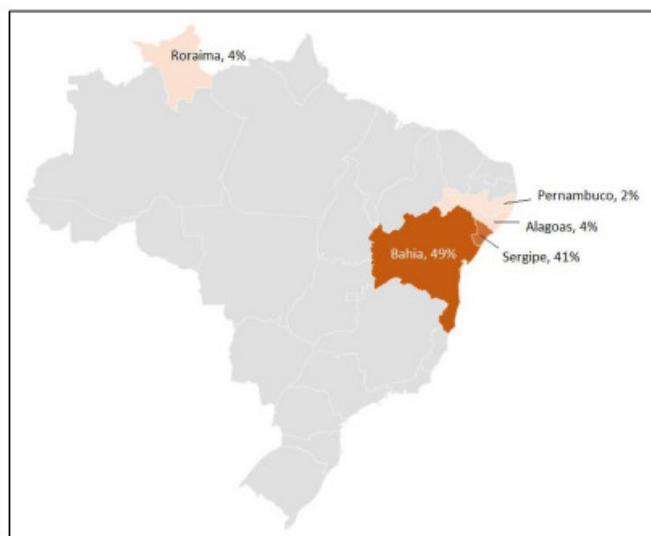 Roraima, 4%
Pernambuco, 2%
Alagoas, 4%
Bahia, 49%
Sergipe, 41%